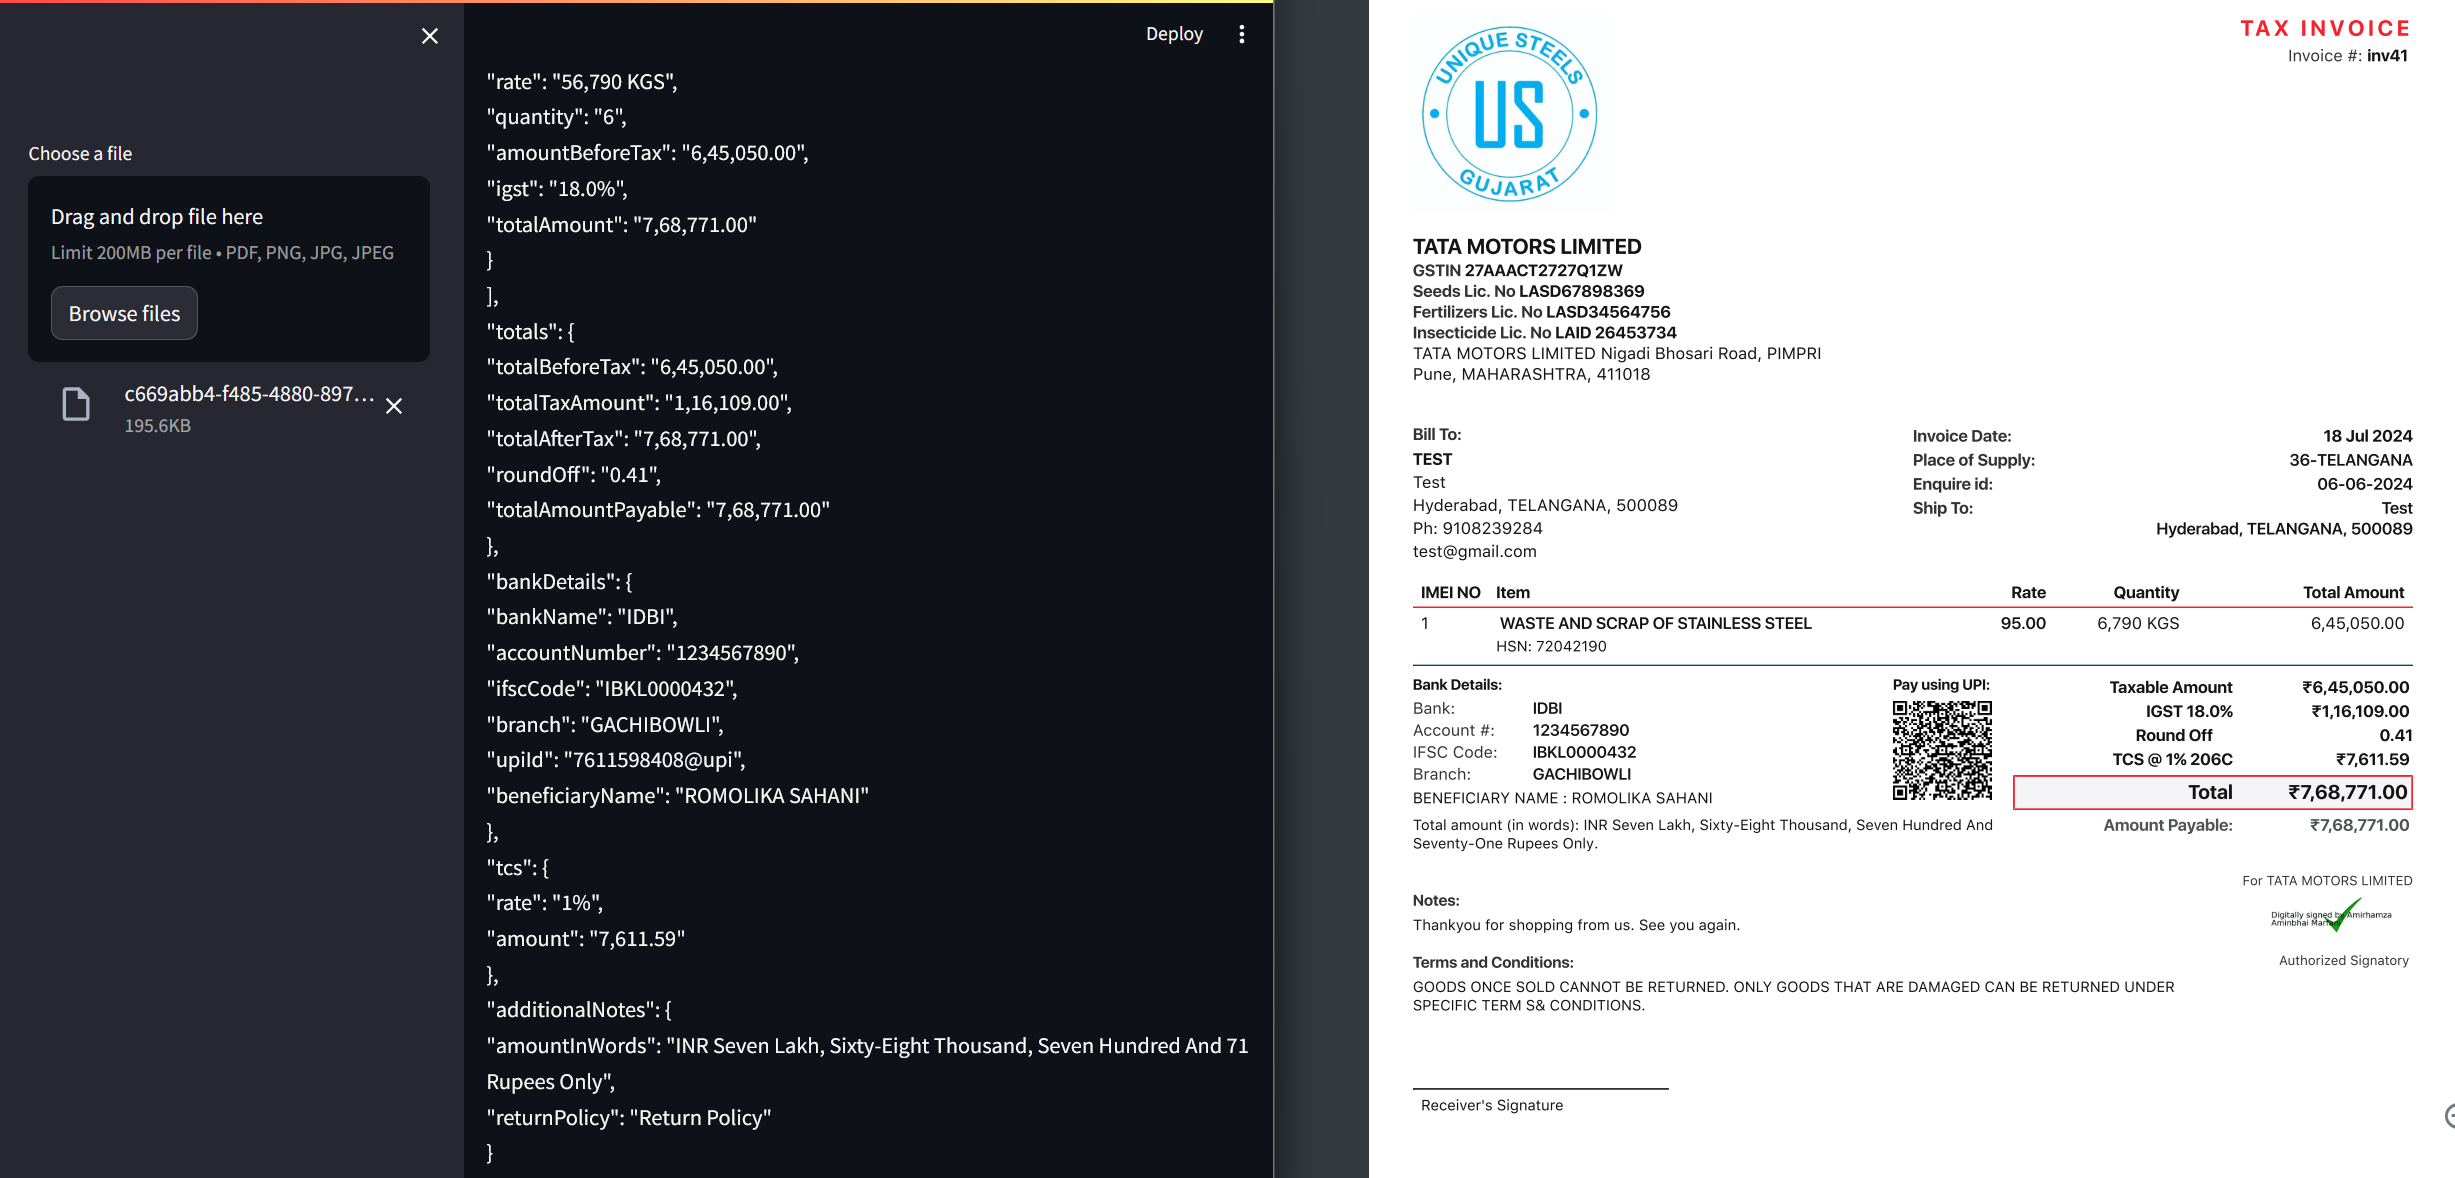 Choose a file
Drag and drop file here
Limit 200MB per file • PDF, PNG, JPG, JPEG
Browse files
c669abb4-f485-4880-897...
195.6KB
Deploy
"rate": "56,790 KGS",
"quantity": "6",
"amountBeforeTax": "6,45,050.00",
"igst": "18.0%",
"totalAmount": "7,68,771.00"
}
],
"totals": {
"totalBeforeTax": "6,45,050.00",
"totalTaxAmount": "1,16,109.00",
"totalAfterTax": "7,68,771.00",
"roundOff": "0.41",
"totalAmountPayable": "7,68,771.00"
},
"bankDetails": {
"bankName": "IDBI",
"accountNumber": "1234567890",
"ifscCode": "IBKL0000432",
"branch": "GACHIBOWLI",
"upiId": "7611598408@upi",
"beneficiaryName": "ROMOLIKA SAHANI"
},
"tcs": {
"rate": "1%",
"amount": "7,611.59"
},
"additionalNotes": {
"amountInWords": "INR Seven Lakh, Sixty-Eight Thousand, Seven Hundred And 71
Rupees Only",
"returnPolicy": "Return Policy"
}
TAX INVOICE
Invoice #: inv41
UNIQUE STEELS
US
GUJARAT
TATA MOTORS LIMITED
GSTIN 27AAACT2727Q1ZW
Seeds Lic. No LASD67898369
Fertilizers Lic. No LASD34564756
Insecticide Lic. No LAID 26453734
TATA MOTORS LIMITED Nigadi Bhosari Road, PIMPRI
Pune, MAHARASHTRA, 411018
Bill To:
TEST
Test
Hyderabad, TELANGANA, 500089
Ph: 9108239284
test@gmail.com
Invoice Date: 18 Jul 2024
Place of Supply: 36-TELANGANA
Enquire id: 06-06-2024
Ship To: Test
Hyderabad, TELANGANA, 500089
IMEI NO Item Rate Quantity Total Amount
1 WASTE AND SCRAP OF STAINLESS STEEL 95.00 6,790 KGS 6,45,050.00
HSN: 72042190
Bank Details:
Bank: IDBI
Account #: 1234567890
IFSC Code: IBKL0000432
Branch: GACHIBOWLI
BENEFICIARY NAME : ROMOLIKA SAHANI
Pay using UPI:
Taxable Amount ₹6,45,050.00
IGST 18.0% ₹1,16,109.00
Round Off 0.41
TCS @ 1% 206C ₹7,611.59
Total ₹7,68,771.00
Amount Payable: ₹7,68,771.00
Total amount (in words): INR Seven Lakh, Sixty-Eight Thousand, Seven Hundred And
Seventy-One Rupees Only.
For TATA MOTORS LIMITED
Digitally signed by Amirhamza
Aminbhai
Authorized Signatory
Notes:
Thankyou for shopping from us. See you again.
Terms and Conditions:
GOODS ONCE SOLD CANNOT BE RETURNED. ONLY GOODS THAT ARE DAMAGED CAN BE RETURNED UNDER
SPECIFIC TERM S& CONDITIONS.
Receiver's Signature